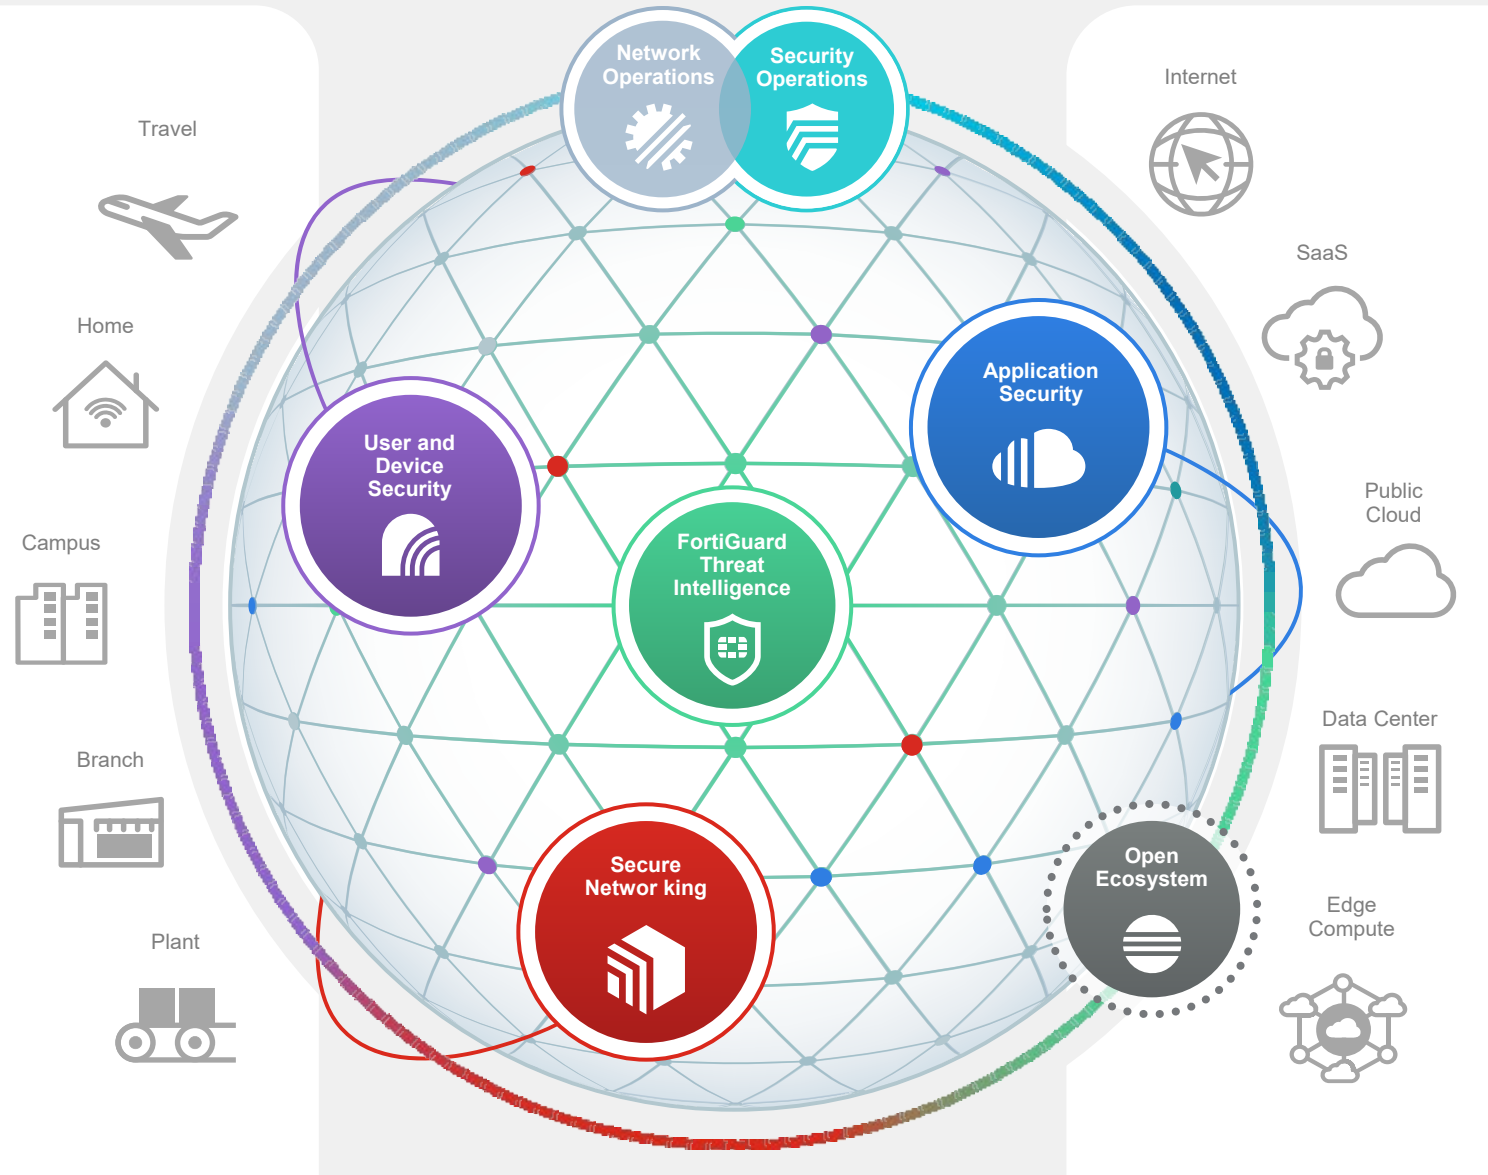 Network
Operations
Security
Operations
Travel
Internet
SaaS
Home
Application
Security
User and
Device
Security
Public
Cloud
Campus
FortiGuard
Threat
Intelligence
Data Center
Branch
Open
Ecosystem
Secure
Networ king
Edge
Compute
Plant